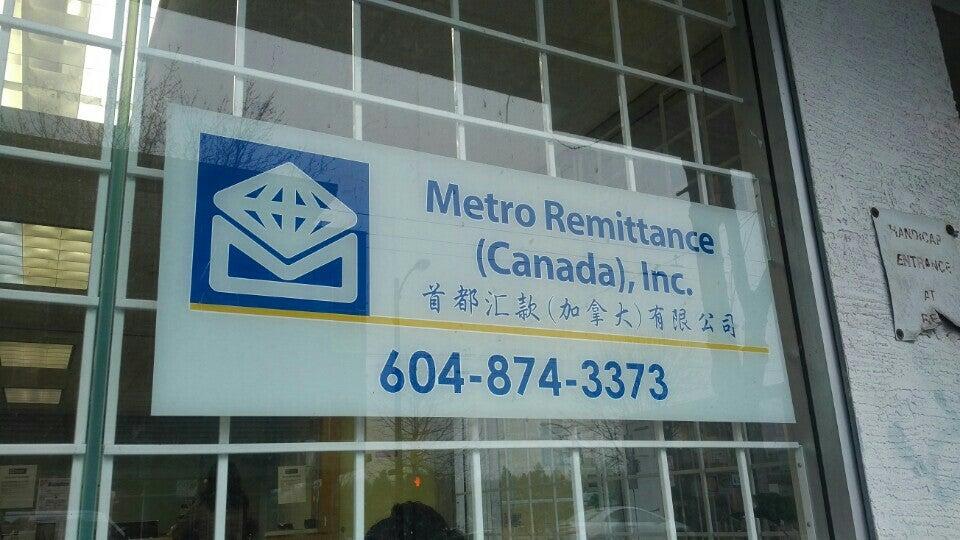 Metro Remittance
(Canada), Inc.
首都汇款(加拿大)有限公司
604-874-3373
HANDICAP
ENTRANCE
AT